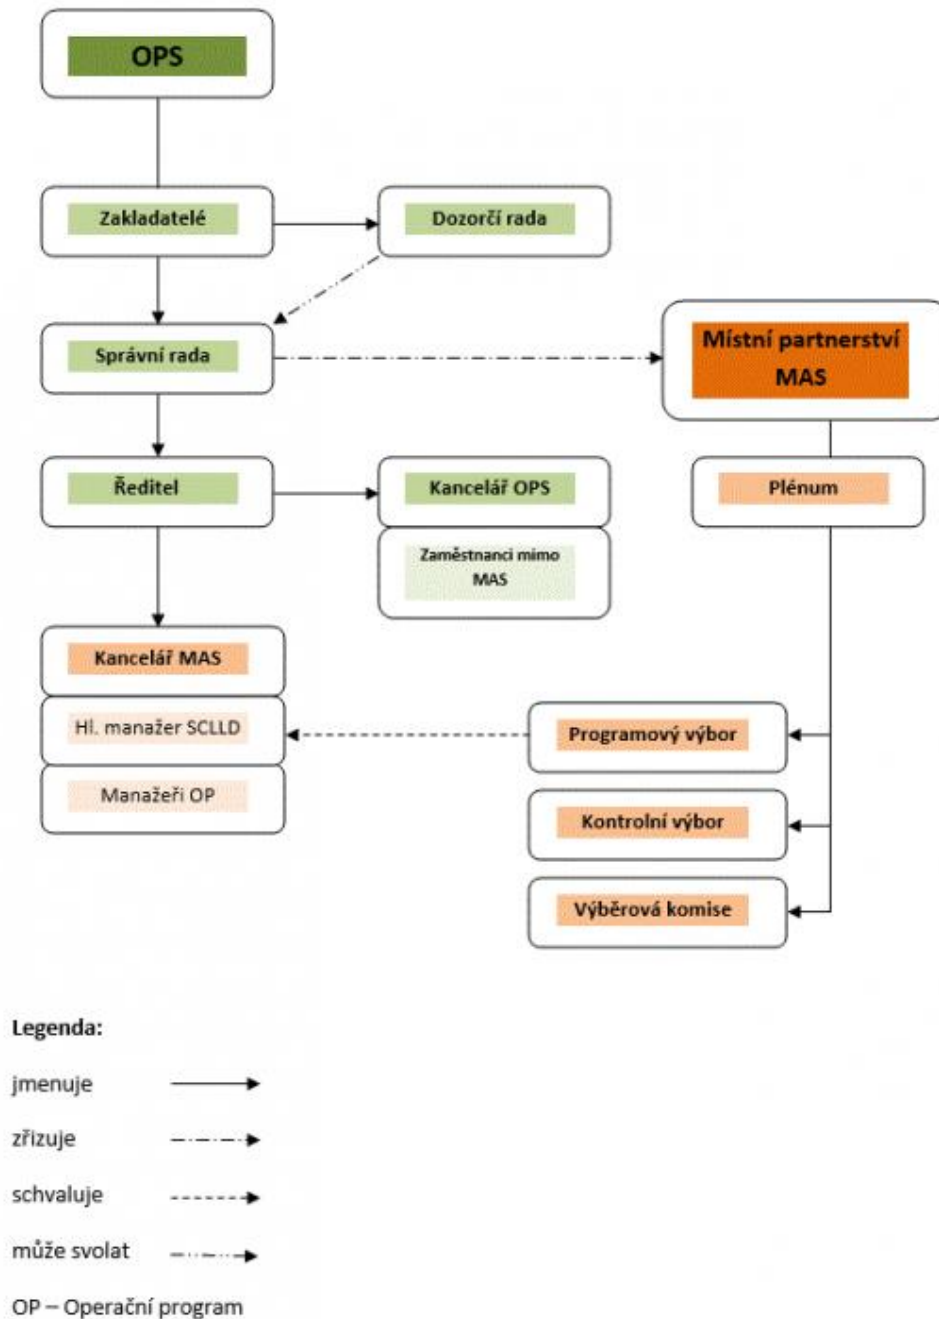 OPS
Zakladatelé
Dozorčí rada
Správní rada
Místní partnerství
MAS
Ředitel
Kancelář OPS
Plénum
Zaměstnanci mimo
MAS
Kancelář MAS
Hl. manažer SCLLD
Programový výbor
Manažeři OP
Kontrolní výbor
Výběrová komise
Legenda:
jmenuje
zřizuje
schvaluje
může svolat
OP – Operační program